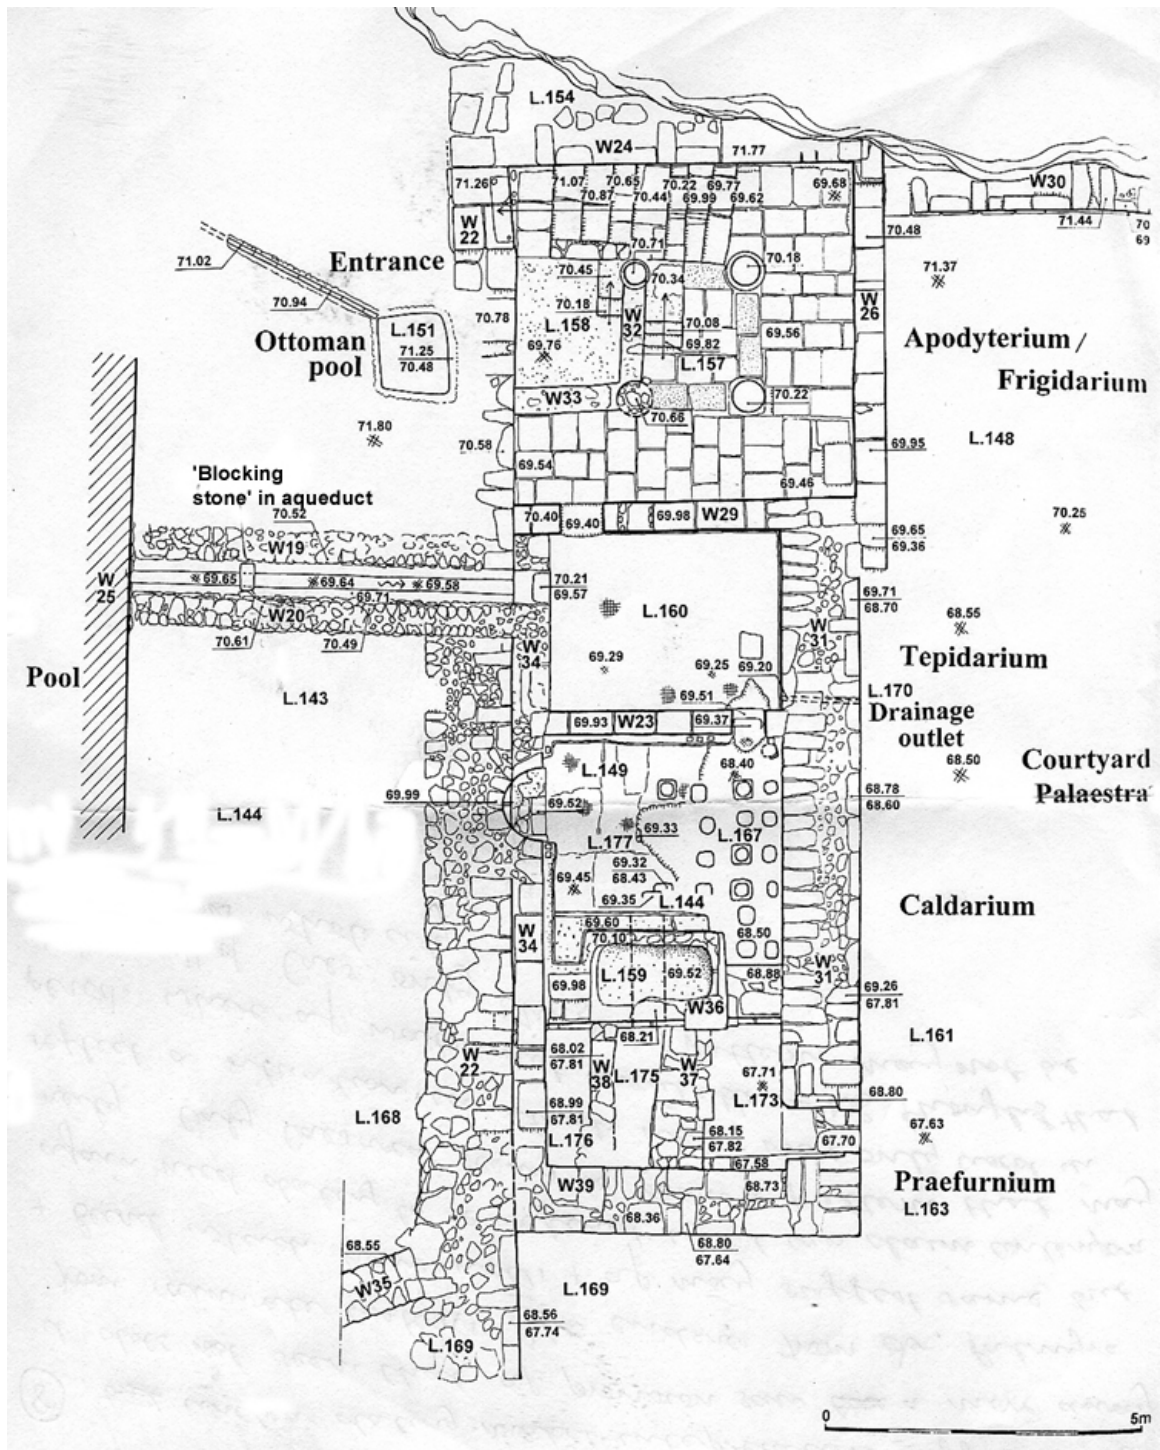 L.154
W24
71.77
W30
71.26
71.07
70.65
70.22
69.77
69.68
70.87
70.44
69.99
69.62
71.44
70
69
W
22
70.48
70.71
71.02
Entrance
70.45
70.34
70.18
71.37
70.94
70.18
W
26
L.151
70.78
L.158
W
32
70.08
69.56
Ottoman
pool
71.25
70.48
69.76
69.82
L.157
Apodyterium /
Frigidarium
W33
70.22
70.66
71.80
70.58
69.95
L.148
69.54
69.46
'Blocking
stone' in aqueduct
70.52
70.40
69.40
69.98
W29
70.25
69.65
69.36
W19
W
25
69.65
69.64
69.58
70.21
69.57
69.71
69.71
68.70
W20
L.160
68.55
70.61
70.49
W
31
W
34
Tepidarium
Pool
69.29
69.25
69.20
L.143
69.51
L.170
Drainage
outlet
69.93
W23
69.37
68.50
Courtyard
Palaestra
L.149
68.40
69.99
69.52
68.78
68.60
L.144
69.33
L.177
L.167
69.32
68.43
69.45
69.35
L.144
Caldarium
69.60
W
34
70.10
68.50
L.159
69.52
68.88
W
31
69.98
W36
69.26
67.81
68.21
L.161
68.02
67.81
W
22
W
38
L.175
W
37
67.71
L.173
68.80
68.99
67.81
L.168
67.63
L.176
68.15
67.82
67.70
67.58
W39
68.73
Praefurnium
68.36
L.163
68.55
68.80
67.64
W35
L.169
68.56
67.74
L.169
0
5m